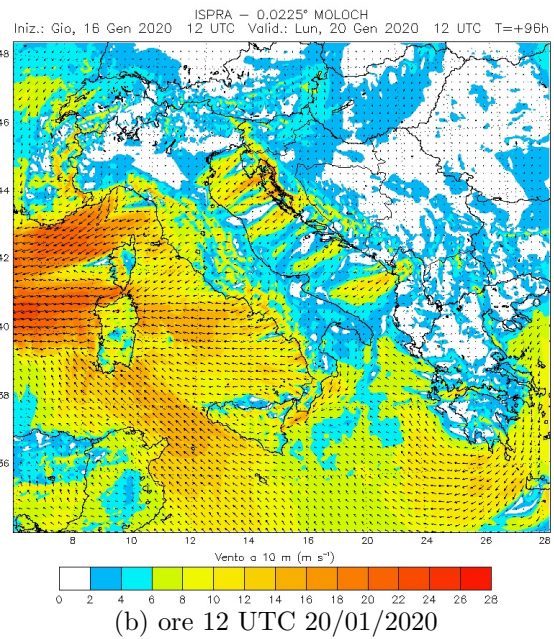 ISPRA − 0.0225° MOLOCH
Iniz.: Gio, 16 Gen 2020 12 UTC Valid.: Lun, 20 Gen 2020 12 UTC T=+96h
48
46
44
42
40
38
36
8 10 12 14 16 18 20 22 24 26 28
Vento a 10 m (m s⁻¹)
0 2 4 6 8 10 12 14 16 18 20 22 24 26 28
(b) ore 12 UTC 20/01/2020